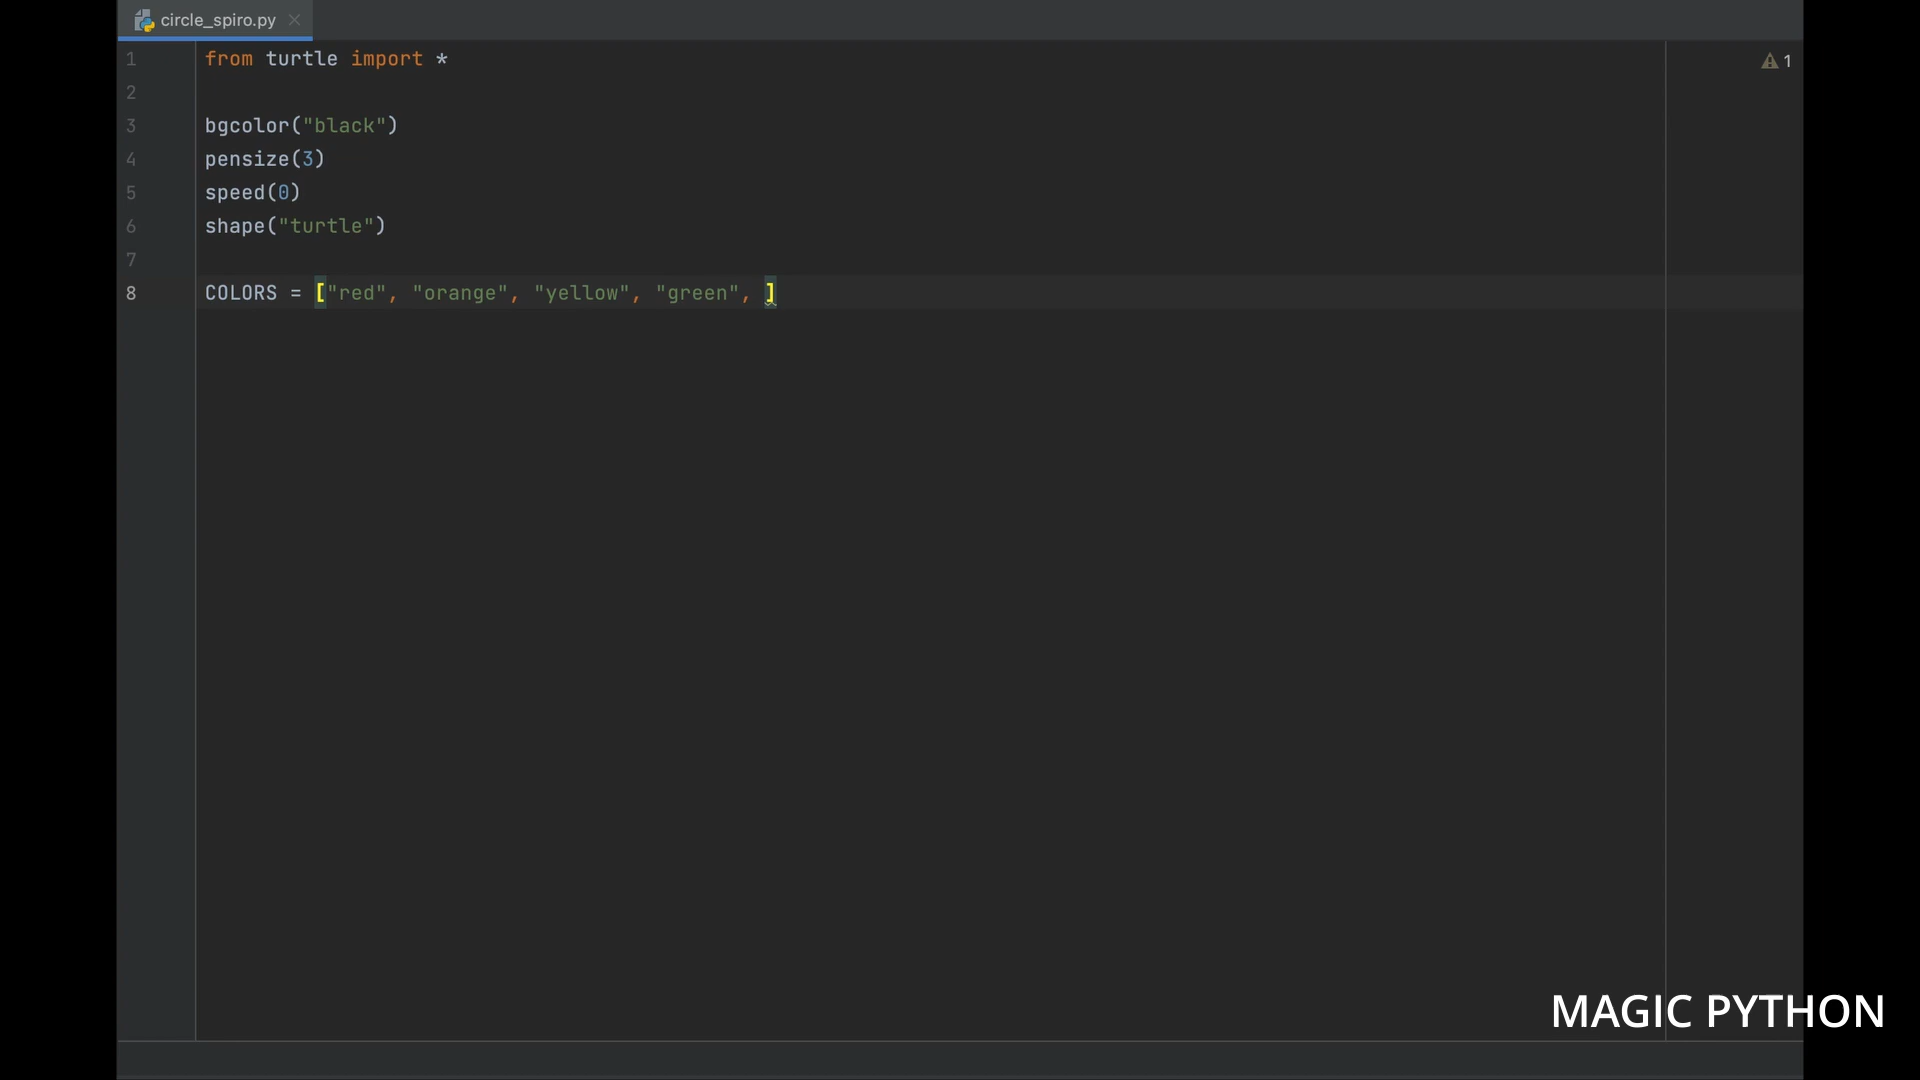 circle_spiro.py
1 from turtle import *
2
3 bgcolor("black")
4 pensize(3)
5 speed(0)
6 shape("turtle")
7
8 COLORS = ["red", "orange", "yellow", "green", ]
1
MAGIC PYTHON